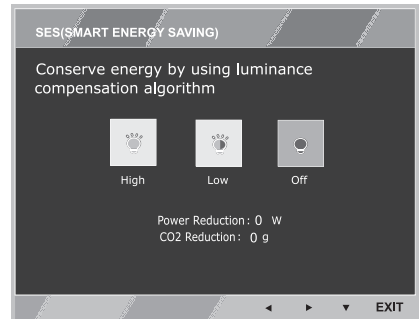 SES(SMART ENERGY SAVING)
Conserve energy by using luminance
compensation algorithm
High Low Off
Power Reduction: 0 W
CO2 Reduction: 0 g
EXIT